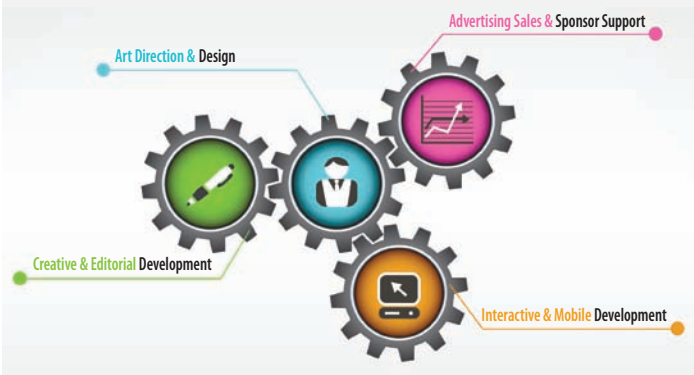 Advertising Sales & Sponsor Support
Art Direction & Design
Creative & Editorial Development
Interactive & Mobile Development